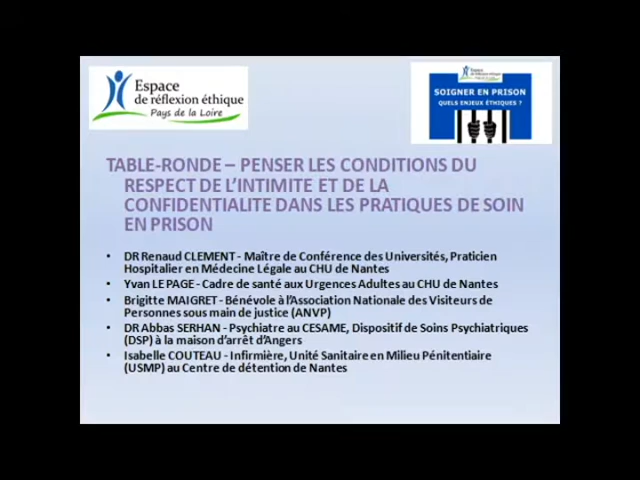 Espace
de réflexion éthique
Pays de la Loire
Espace
de réflexion éthique
SOIGNER EN PRISON
QUELS ENJEUX ÉTHIQUES ?
TABLE-RONDE – PENSER LES CONDITIONS DU
RESPECT DE L'INTIMITE ET DE LA
CONFIDENTIALITE DANS LES PRATIQUES DE SOIN
EN PRISON
• DR Renaud CLEMENT - Maître de Conférence des Universités, Praticien
Hospitalier en Médecine Légale au CHU de Nantes
• Yvan LE PAGE - Cadre de santé aux Urgences Adultes au CHU de Nantes
• Brigitte MAIGRET - Bénévole à l'Association Nationale des Visiteurs de
Personnes sous main de justice (ANVP)
• DR Abbas SERHAN - Psychiatre au CESAME, Dispositif de Soins Psychiatriques
(DSP) à la maison d'arrêt d'Angers
• Isabelle COUTEAU - Infirmière, Unité Sanitaire en Milieu Pénitentiaire
(USMP) au Centre de détention de Nantes